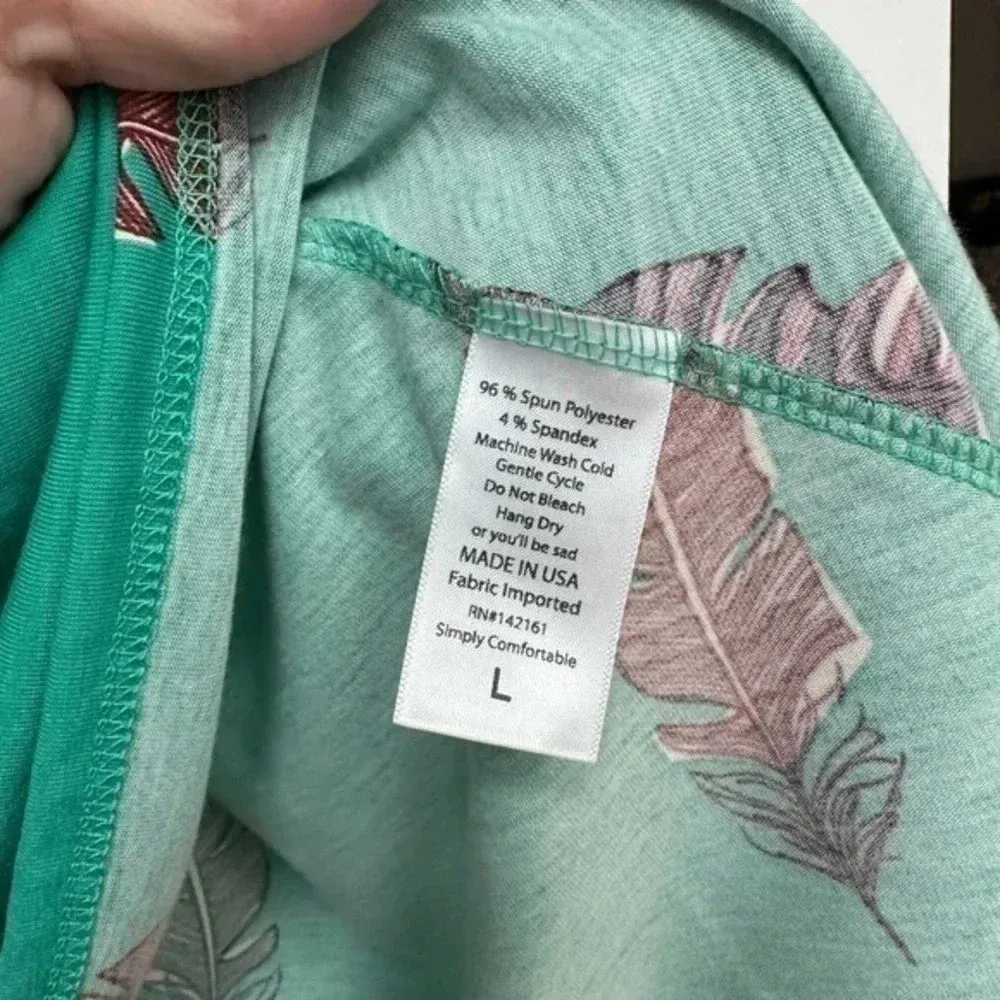 96 % Spun Polyester
4 % Spandex
Machine Wash Cold
Gentle Cycle
Do Not Bleach
Hang Dry
or you'll be sad
MADE IN USA
Fabric Imported
RN#142161
Simply Comfortable
L